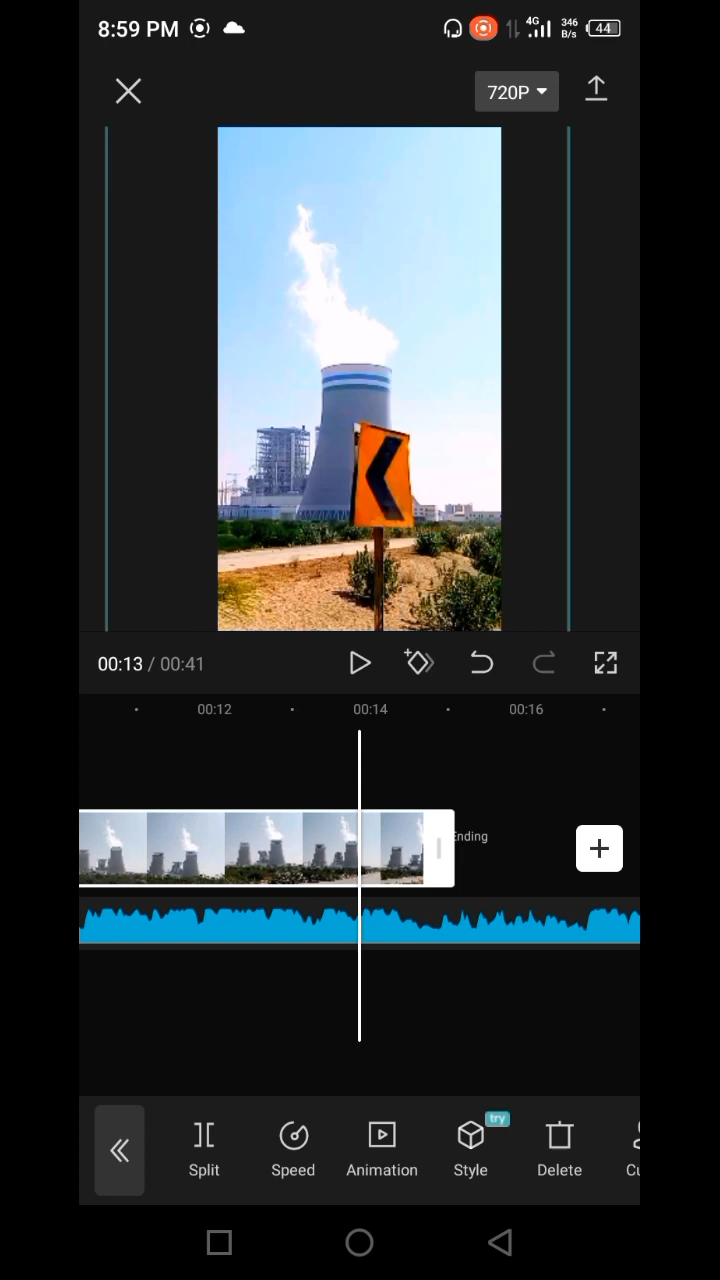 8:59 PM 4G 346 B/s 44
720P
00:13 / 00:41
00:12 00:14 00:16
Ending
try
Split Speed Animation Style Delete Cu